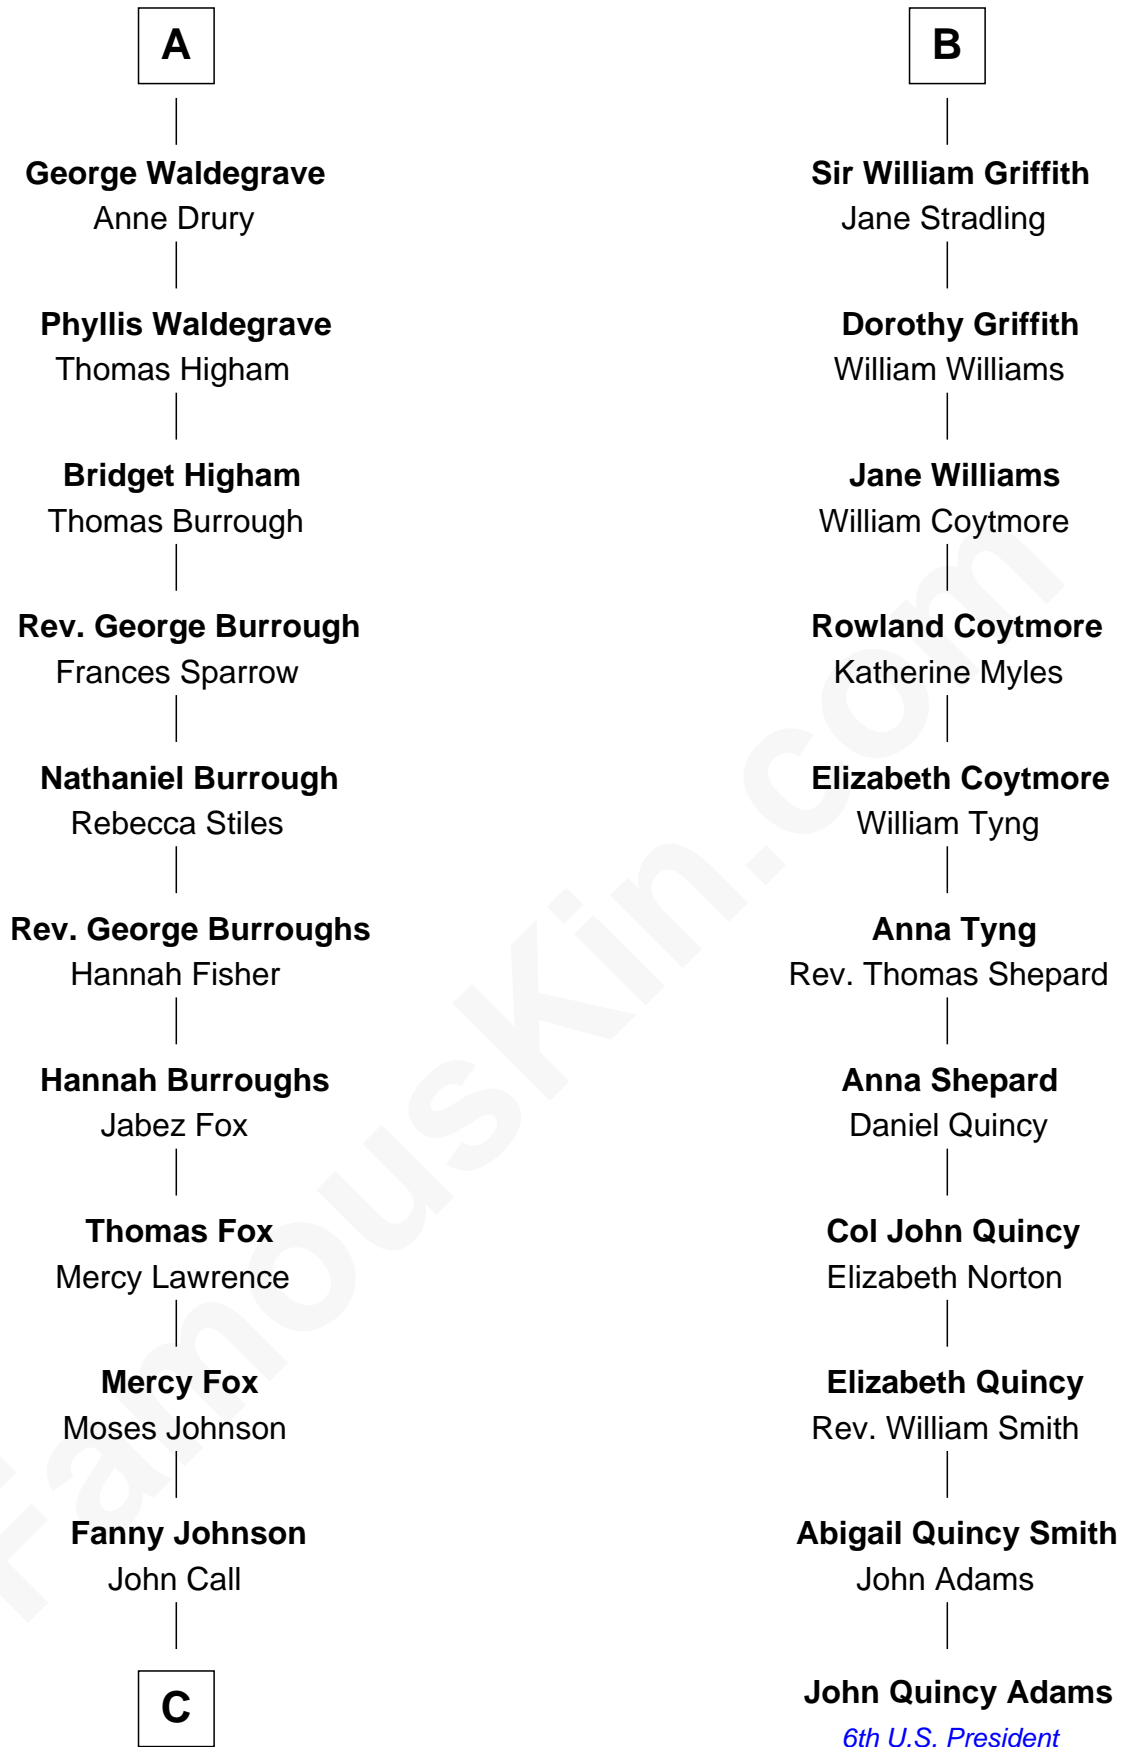 A
George Waldegrave
Anne Drury
Phyllis Waldegrave
Thomas Higham
Bridget Higham
Thomas Burrough
Rev. George Burrough
Frances Sparrow
Nathaniel Burrough
Rebecca Stiles
Rev. George Burroughs
Hannah Fisher
Hannah Burroughs
Jabez Fox
Thomas Fox
Mercy Lawrence
Mercy Fox
Moses Johnson
Fanny Johnson
John Call
C
B
Sir William Griffith
Jane Stradling
Dorothy Griffith
William Williams
Jane Williams
William Coytmore
Rowland Coytmore
Katherine Myles
Elizabeth Coytmore
William Tyng
Anna Tyng
Rev. Thomas Shepard
Anna Shepard
Daniel Quincy
Col John Quincy
Elizabeth Norton
Elizabeth Quincy
Rev. William Smith
Abigail Quincy Smith
John Adams
John Quincy Adams
6th U.S. President
FamousKin.com